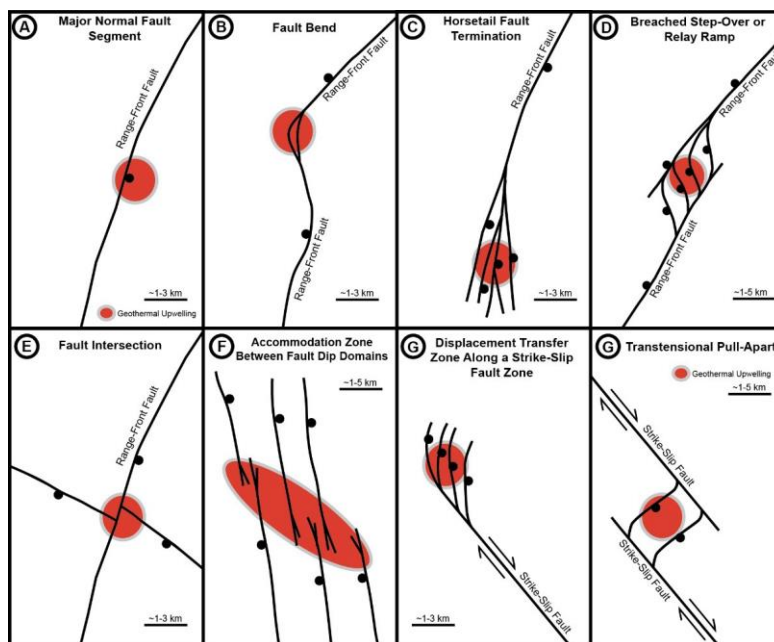 A
Major Normal Fault
Segment
Range-Front Fault
~1-3 km
Geothermal Upwelling
B
Fault Bend
Range-Front Fault
Range-Front Fault
~1-3 km
C
Horsetail Fault
Termination
Range-Front Fault
~1-3 km
D
Breached Step-Over or
Relay Ramp
Range-Front Fault
Range-Front Fault
~1-5 km
E
Fault Intersection
Range-Front Fault
~1-3 km
F
Accommodation Zone
Between Fault Dip Domains
~1-5 km
G
Displacement Transfer
Zone Along a Strike-Slip
Fault Zone
Strike-Slip Fault
~1-3 km
G
Transtensional Pull-Apart
Geothermal Upwelling
~1-5 km
Strike-Slip Fault
Strike-Slip Fault